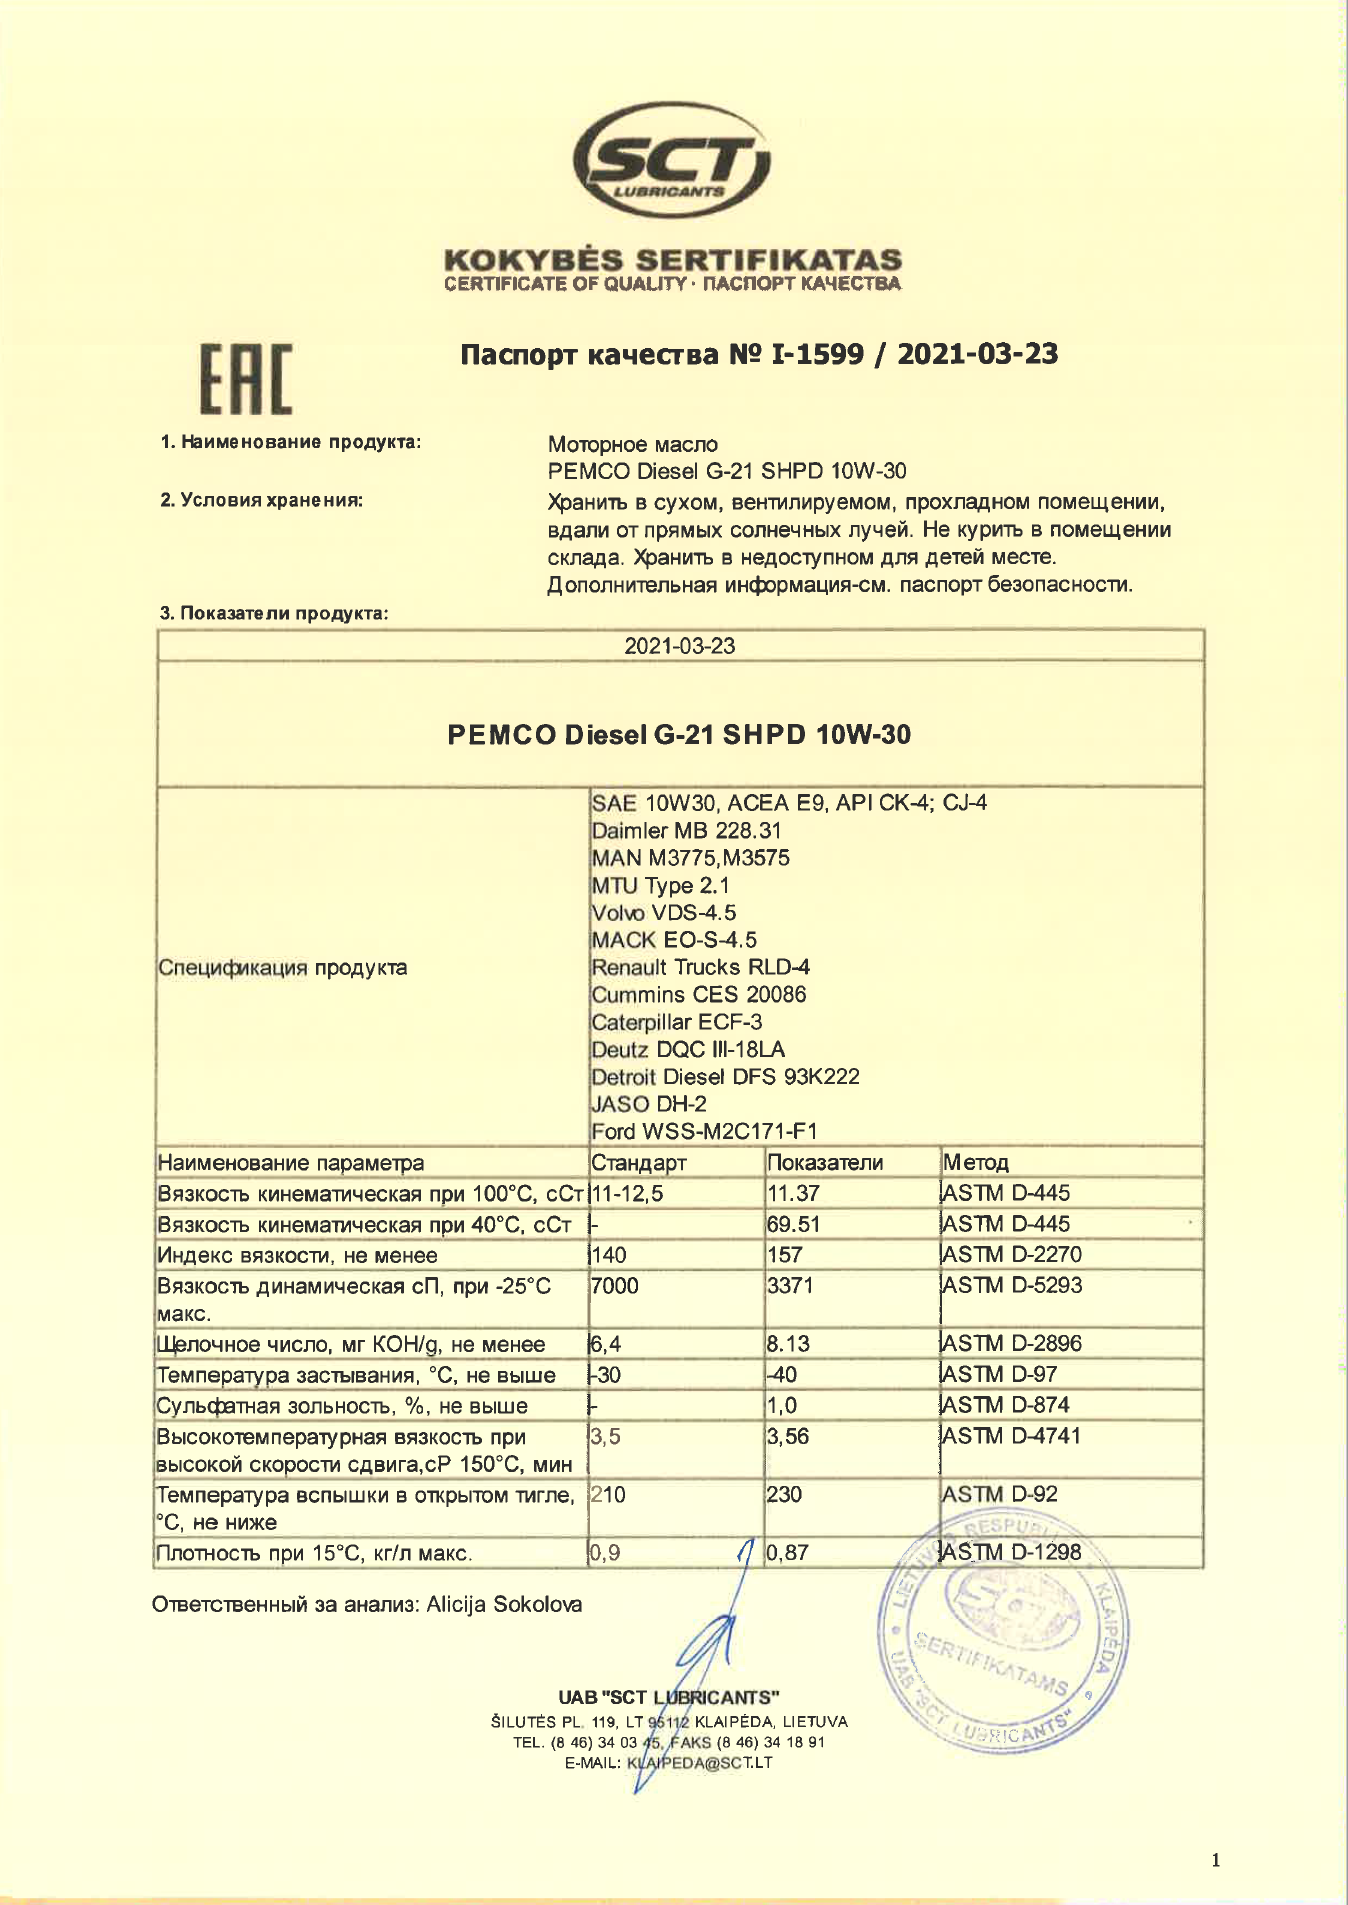 SCT
LUBRICANTS
KOKYBĖS SERTIFIKATAS
CERTIFICATE OF QUALITY · ПАСПОРТ КАЧЕСТВА
EAC
Паспорт качества № I-1599 / 2021-03-23
1. Наименование продукта:
Моторное масло
PEMCO Diesel G-21 SHPD 10W-30
2. Условия хранения:
Хранить в сухом, вентилируемом, прохладном помещении,
вдали от прямых солнечных лучей. Не курить в помещении
склада. Хранить в недоступном для детей месте.
Дополнительная информация-см. паспорт безопасности.
3. Показатели продукта:
2021-03-23
PEMCO Diesel G-21 SHPD 10W-30
Спецификация продукта
SAE 10W30, ACEA E9, API CK-4; CJ-4
Daimler MB 228.31
MAN M3775,M3575
MTU Type 2.1
Volvo VDS-4.5
MACK EO-S-4.5
Renault Trucks RLD-4
Cummins CES 20086
Caterpillar ECF-3
Deutz DQC III-18LA
Detroit Diesel DFS 93K222
JASO DH-2
Ford WSS-M2C171-F1
Наименование параметра Стандарт Показатели Метод
Вязкость кинематическая при 100°C, сСт 11-12,5 11.37 ASTM D-445
Вязкость кинематическая при 40°C, сСт - 69.51 ASTM D-445
Индекс вязкости, не менее 140 157 ASTM D-2270
Вязкость динамическая сП, при -25°C 7000 3371 ASTM D-5293
макс.
Щелочное число, мг KOH/g, не менее 6,4 8.13 ASTM D-2896
Температура застывания, °C, не выше -30 -40 ASTM D-97
Сульфатная зольность, %, не выше - 1,0 ASTM D-874
Высокотемпературная вязкость при 3,5 3,56 ASTM D-4741
высокой скорости сдвига,сР 150°C, мин
Температура вспышки в открытом тигле, 210 230 ASTM D-92
°C, не ниже
Плотность при 15°C, кг/л макс. 0,9 0,87 ASTM D-1298
Ответственный за анализ: Alicija Sokolova
LIETUVOS RESPUBLI KLAIPĖDA
SCT
SERTIFIKATAMS
UAB "SCT LUBRICANTS"
UAB "SCT LUBRICANTS"
ŠILUTĖS PL. 119, LT 95112 KLAIPĖDA, LIETUVA
TEL. (8 46) 34 03 45, FAKS (8 46) 34 18 91
E-MAIL: KLAIPEDA@SCT.LT
1